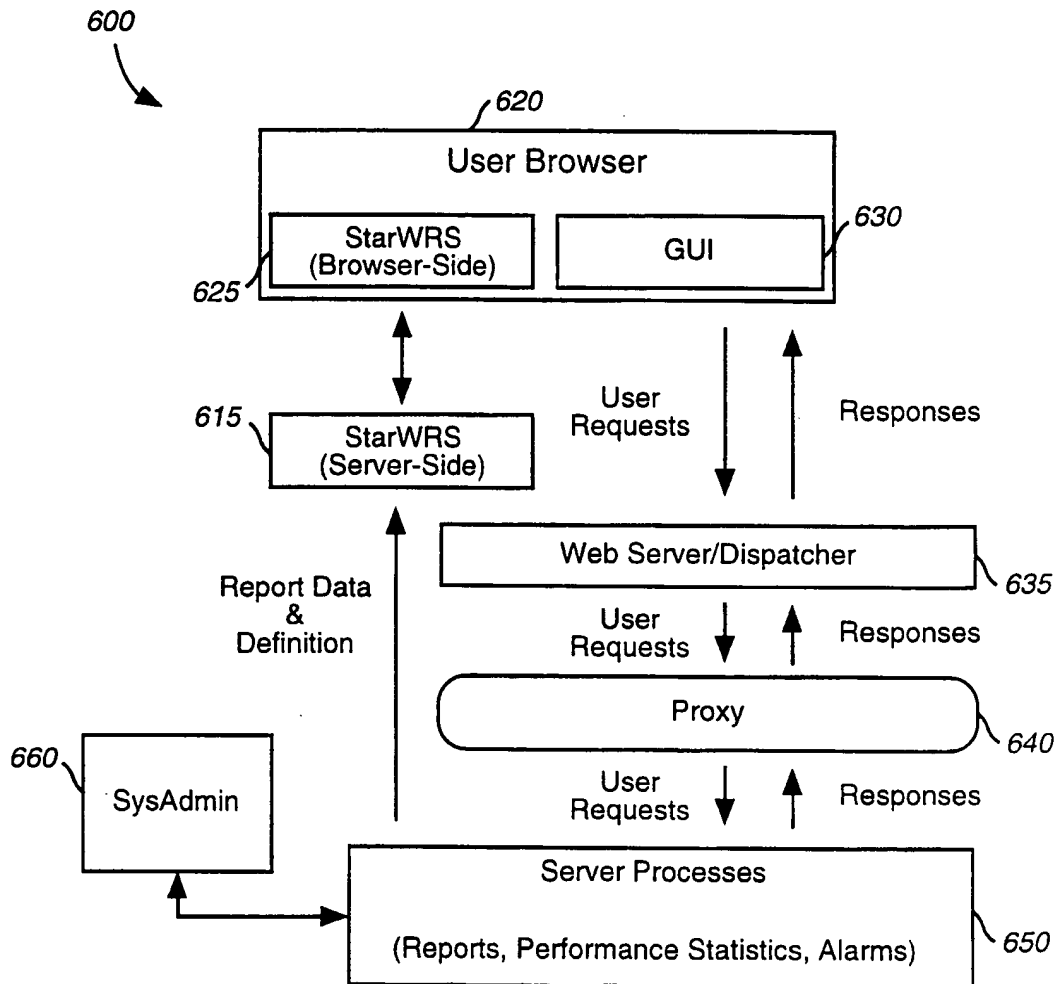 600
620
User Browser
StarWRS
(Browser-Side)
GUI
630
625
615
StarWRS
(Server-Side)
User
Requests
Responses
Web Server/Dispatcher
635
Report Data
&
Definition
User
Requests
Responses
Proxy
640
660
SysAdmin
User
Requests
Responses
Server Processes
(Reports, Performance Statistics, Alarms)
650